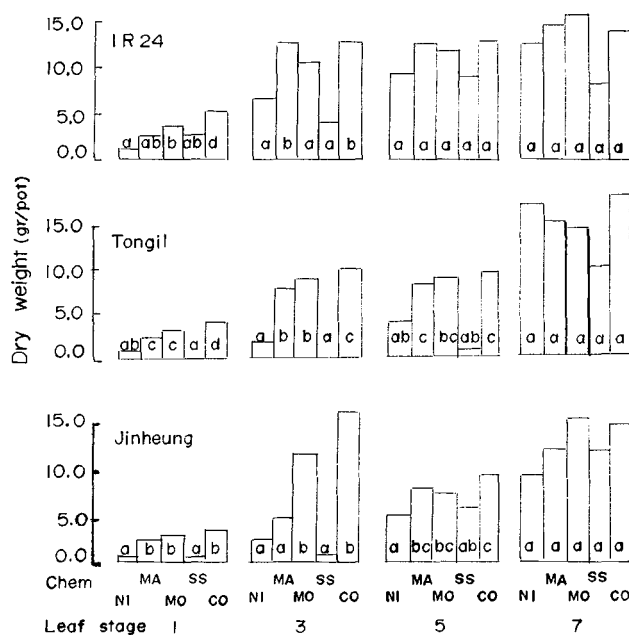 15.0
IR24
10.0
5.0
0.0
a ab b ab d
a b a a b
a a a a a
a a a a a
Dry weight (gr/pot)
15.0
Tongil
10.0
5.0
0.0
ab c c a d
a b b a c
ab c bc ab c
a a a a a
15.0
Jinheung
10.0
5.0
0.0
a b b a b
a a b a b
a bc bc ab c
a a a a a
Chem MA SS MA SS MA SS MA SS
NI MO CO NI MO CO NI MO CO NI MO CO
Leaf stage 1 3 5 7